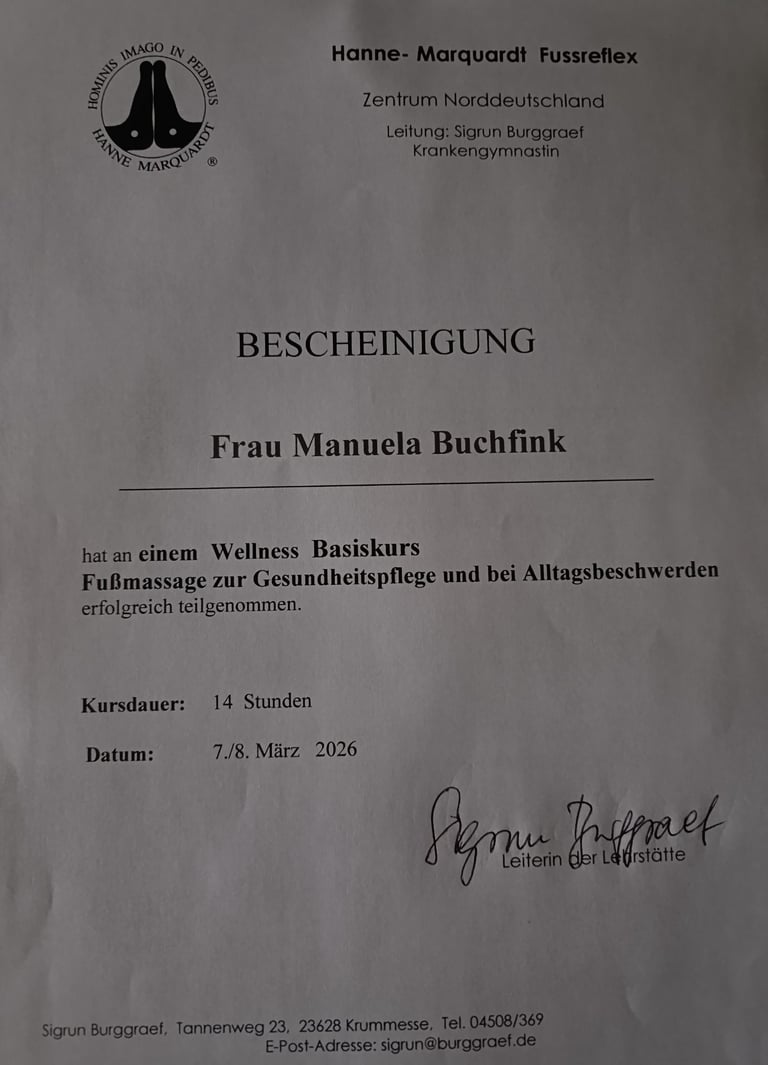 HOMINIS IMAGO IN PEDIBUS
HANNE MARQUARDT
®
Hanne- Marquardt Fussreflex
Zentrum Norddeutschland
Leitung: Sigrun Burggraef
Krankengymnastin
BESCHEINIGUNG
Frau Manuela Buchfink
hat an einem Wellness Basiskurs
Fußmassage zur Gesundheitspflege und bei Alltagsbeschwerden
erfolgreich teilgenommen.
Kursdauer: 14 Stunden
Datum: 7./8. März 2026
Sigrun Burggraef
Leiterin der Lehrstätte
Sigrun Burggraef, Tannenweg 23, 23628 Krummesse, Tel. 04508/369
E-Post-Adresse: sigrun@burggraef.de